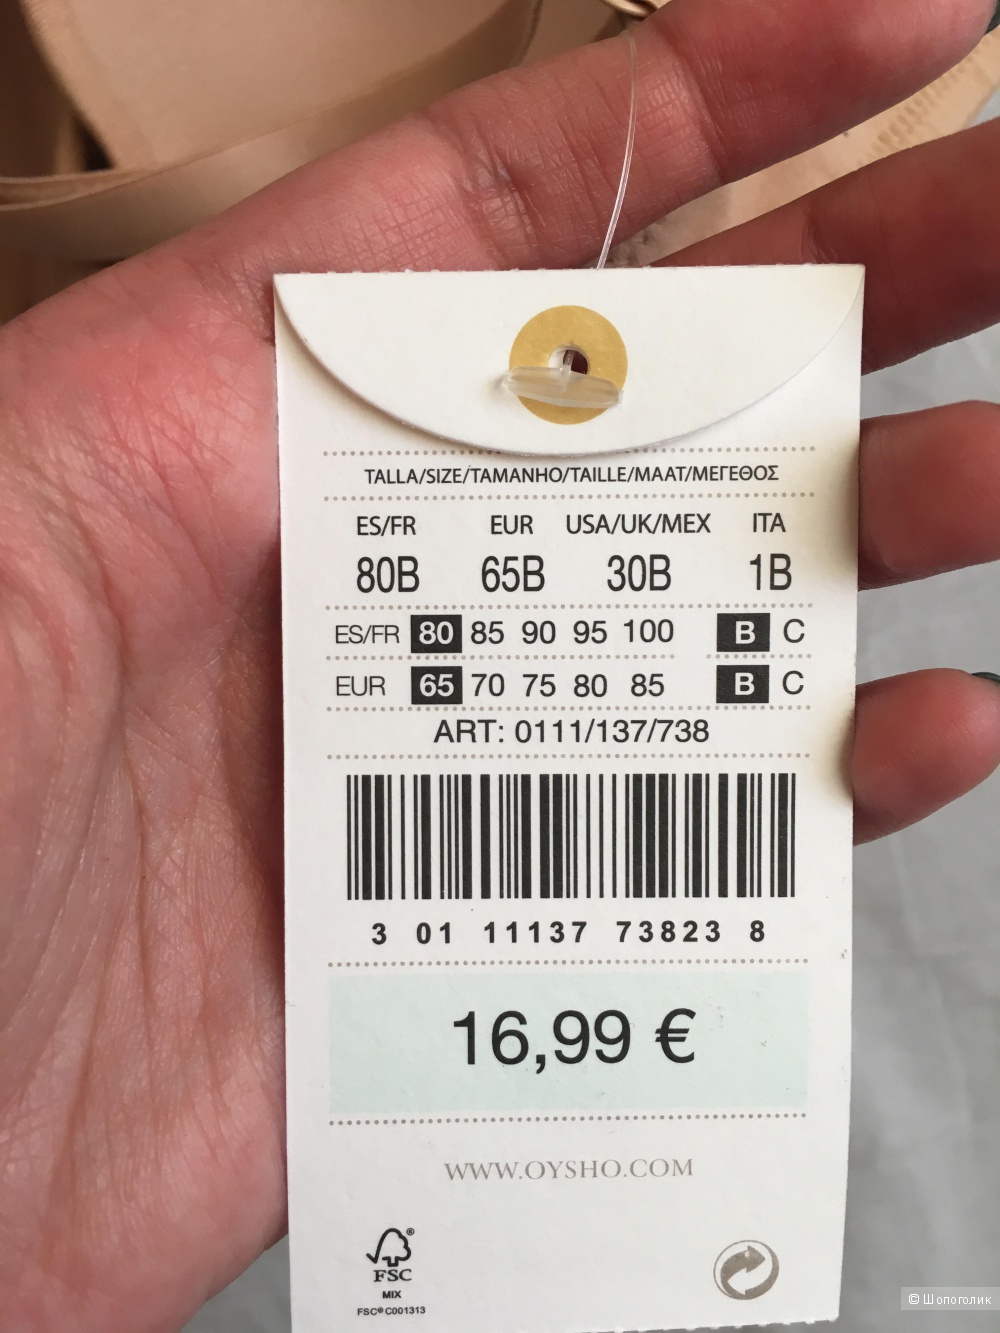 TALLA/SIZE/TAMANHO/TAILLE/MAAT/ΜΕΓΕΘΟΣ
ES/FR EUR USA/UK/MEX ITA
80B 65B 30B 1B
ES/FR 80 85 90 95 100 B C
EUR 65 70 75 80 85 B C
ART: 0111/137/738
3 01 11137 73823 8
16,99 €
WWW.OYSHO.COM
®
FSC
MIX
FSC® C001313
© Шопоголик